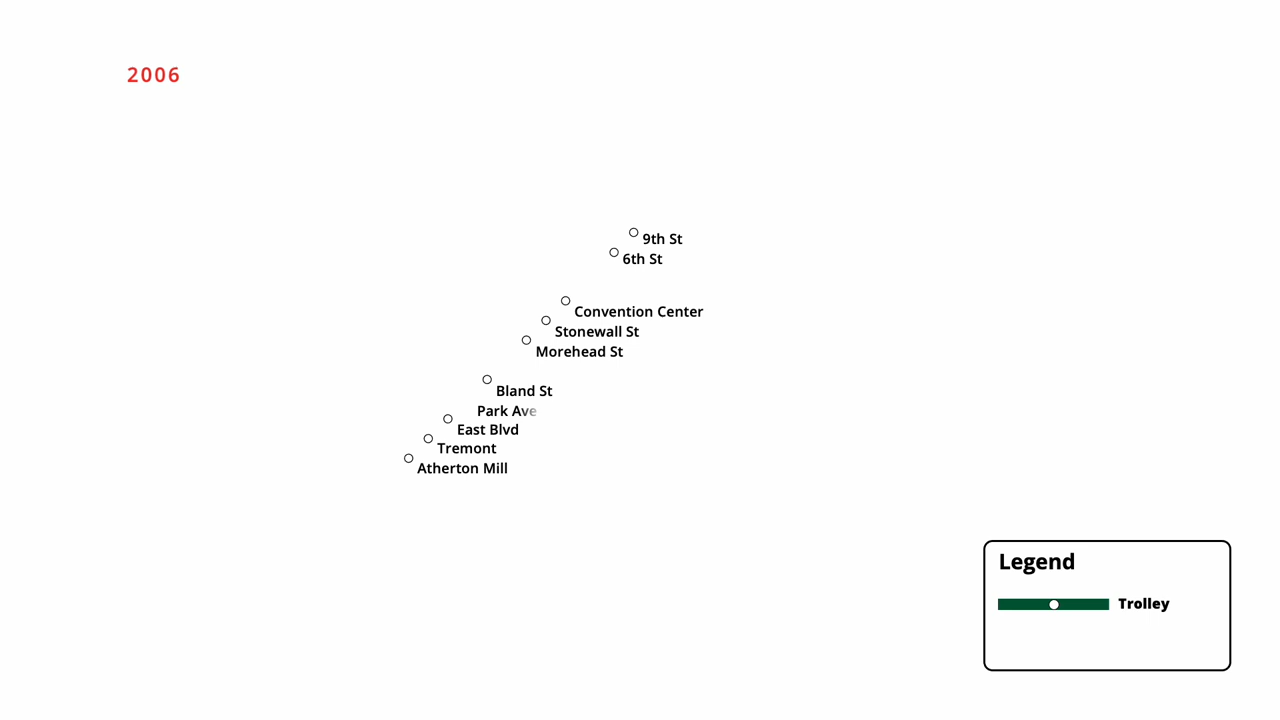 2006
9th St
6th St
Convention Center
Stonewall St
Morehead St
Bland St
Park Ave
East Blvd
Tremont
Atherton Mill
Legend
Trolley